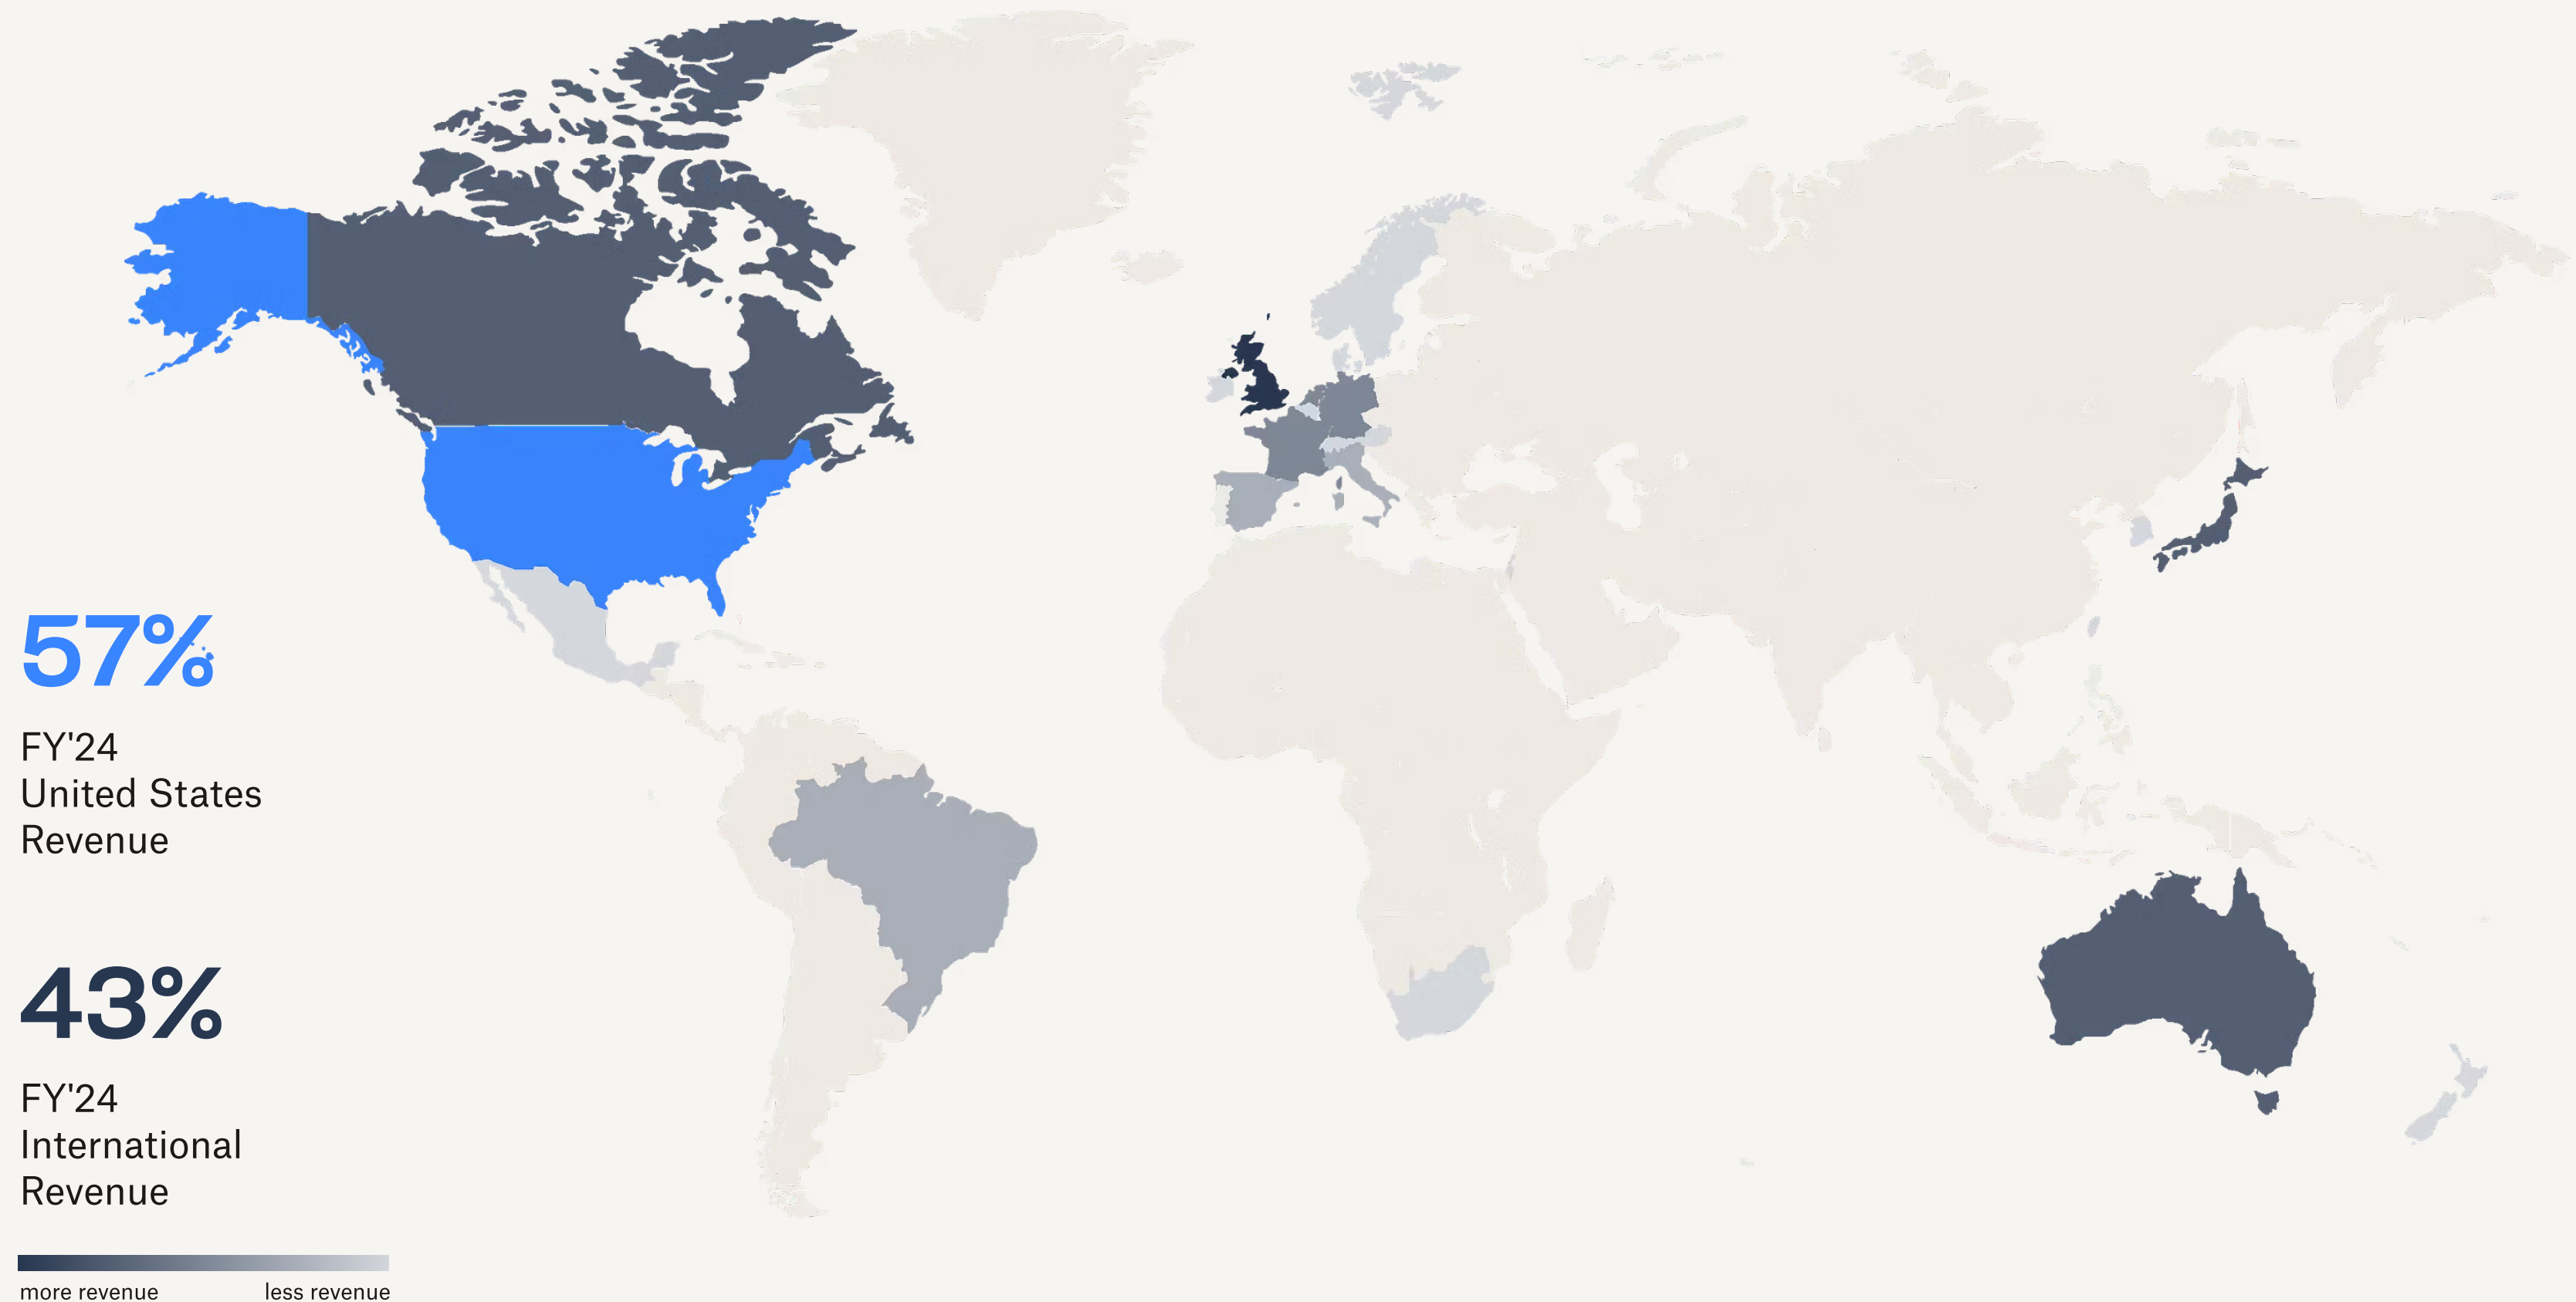 57%
FY'24
United States
Revenue
43%
FY'24
International
Revenue
more revenue
less revenue